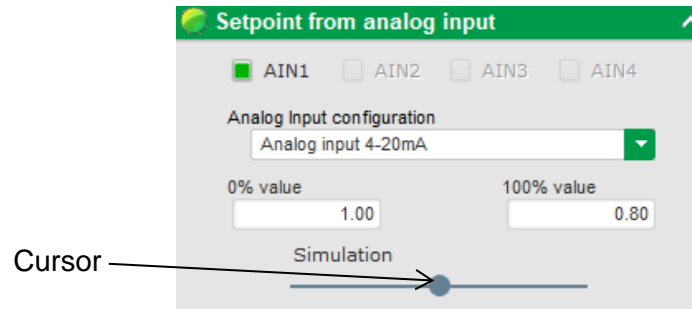 Setpoint from analog input
AIN1 AIN2 AIN3 AIN4
Analog Input configuration
Analog input 4-20mA
0% value 100% value
1.00 0.80
Simulation
Cursor